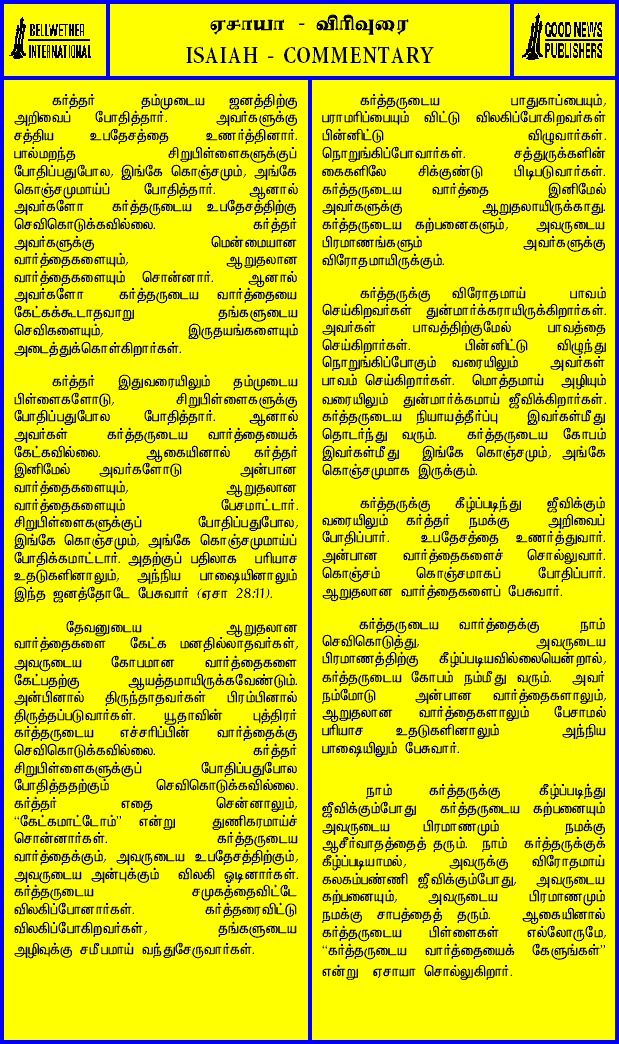 BELLWETHER
INTERNATIONAL
ஏசாயா - விரிவுரை
ISAIAH - COMMENTARY
GOOD NEWS
PUBLISHERS
கர்த்தர் தம்முடைய ஜனத்திற்கு
அறிவைப் போதித்தார். அவர்களுக்கு
சத்திய உபதேசத்தை உணர்த்தினார்.
பால்மறந்த சிறுபிள்ளைகளுக்குப்
போதிப்பதுபோல, இங்கே கொஞ்சமும், அங்கே
கொஞ்சமுமாய்ப் போதித்தார். ஆனால்
அவர்களோ கர்த்தருடைய உபதேசத்திற்கு
செவிகொடுக்கவில்லை. கர்த்தர்
அவர்களுக்கு மென்மையான
வார்த்தைகளையும், ஆறுதலான
வார்த்தைகளையும் சொன்னார். ஆனால்
அவர்களோ கர்த்தருடைய வார்த்தையை
கேட்கக்கூடாதவாறு தங்களுடைய
செவிகளையும், இருதயங்களையும்
அடைத்துக்கொள்கிறார்கள்.
கர்த்தர் இதுவரையிலும் தம்முடைய
பிள்ளைகளோடு, சிறுபிள்ளைகளுக்கு
போதிப்பதுபோல போதித்தார். ஆனால்
அவர்கள் கர்த்தருடைய வார்த்தையைக்
கேட்கவில்லை. ஆகையினால் கர்த்தர்
இனிமேல் அவர்களோடு அன்பான
வார்த்தைகளையும், ஆறுதலான
வார்த்தைகளையும் பேசமாட்டார்.
சிறுபிள்ளைகளுக்குப் போதிப்பதுபோல,
இங்கே கொஞ்சமும், அங்கே கொஞ்சமுமாய்ப்
போதிக்கமாட்டார். அதற்குப் பதிலாக பரியாச
உதடுகளினாலும், அந்நிய பாஷையினாலும்
இந்த ஜனத்தோடே பேசுவார் (ஏசா 28:11).
தேவனுடைய ஆறுதலான
வார்த்தைகளை கேட்க மனதில்லாதவர்கள்,
அவருடைய கோபமான வார்த்தைகளை
கேட்பதற்கு ஆயத்தமாயிருக்கவேண்டும்.
அன்பினால் திருந்தாதவர்கள் பிரம்பினால்
திருத்தப்படுவார்கள். யூதாவின் புத்திரர்
கர்த்தருடைய எச்சரிப்பின் வார்த்தைக்கு
செவிகொடுக்கவில்லை. கர்த்தர்
சிறுபிள்ளைகளுக்குப் போதிப்பதுபோல
போதித்ததற்கும் செவிகொடுக்கவில்லை.
கர்த்தர் எதை சென்னாலும்,
“கேட்கமாட்டோம்” என்று துணிகரமாய்ச்
சொன்னார்கள். கர்த்தருடைய
வார்த்தைக்கும், அவருடைய உபதேசத்திற்கும்,
அவருடைய அன்புக்கும் விலகி ஓடினார்கள்.
கர்த்தருடைய சமுகத்தைவிட்டே
விலகிப்போனார்கள். கர்த்தரைவிட்டு
விலகிப்போகிறவர்கள், தங்களுடைய
அழிவுக்கு சமீபமாய் வந்துசேருவார்கள்.
கர்த்தருடைய பாதுகாப்பையும்,
பராமரிப்பையும் விட்டு விலகிப்போகிறவர்கள்
பின்னிட்டு விழுவார்கள்.
நொறுங்கிப்போவார்கள். சத்துருக்களின்
கைகளிலே சிக்குண்டு பிடிபடுவார்கள்.
கர்த்தருடைய வார்த்தை இனிமேல்
அவர்களுக்கு ஆறுதலாயிருக்காது.
கர்த்தருடைய கற்பனைகளும், அவருடைய
பிரமாணங்களும் அவர்களுக்கு
விரோதமாயிருக்கும்.
கர்த்தருக்கு விரோதமாய் பாவம்
செய்கிறவர்கள் துன்மார்க்கராயிருக்கிறார்கள்.
அவர்கள் பாவத்திற்குமேல் பாவத்தை
செய்கிறார்கள். பின்னிட்டு விழுந்து
நொறுங்கிப்போகும் வரையிலும் அவர்கள்
பாவம் செய்கிறார்கள். மொத்தமாய் அழியும்
வரையிலும் துன்மார்க்கமாய் ஜீவிக்கிறார்கள்.
கர்த்தருடைய நியாயத்தீர்ப்பு இவர்கள்மீது
தொடர்ந்து வரும். கர்த்தருடைய கோபம்
இவர்கள்மீது இங்கே கொஞ்சமும், அங்கே
கொஞ்சமுமாக இருக்கும்.
கர்த்தருக்கு கீழ்ப்படிந்து ஜீவிக்கும்
வரையிலும் கர்த்தர் நமக்கு அறிவைப்
போதிப்பார். உபதேசத்தை உணர்த்துவார்.
அன்பான வார்த்தைகளைச் சொல்லுவார்.
கொஞ்சம் கொஞ்சமாகப் போதிப்பார்.
ஆறுதலான வார்த்தைகளைப் பேசுவார்.
கர்த்தருடைய வார்த்தைக்கு நாம்
செவிகொடுத்து, அவருடைய
பிரமாணத்திற்கு கீழ்ப்படியவில்லையென்றால்,
கர்த்தருடைய கோபம் நம்மீது வரும். அவர்
நம்மோடு அன்பான வார்த்தைகளாலும்,
ஆறுதலான வார்த்தைகளாலும் பேசாமல்
பரியாச உதடுகளினாலும் அந்நிய
பாஷையிலும் பேசுவார்.
நாம் கர்த்தருக்கு கீழ்ப்படிந்து
ஜீவிக்கும்போது கர்த்தருடைய கற்பனையும்
அவருடைய பிரமாணமும் நமக்கு
ஆசீர்வாதத்தைத் தரும். நாம் கர்த்தருக்குக்
கீழ்ப்படியாமல், அவருக்கு விரோதமாய்
கலகம்பண்ணி ஜீவிக்கும்போது, அவருடைய
கற்பனையும், அவருடைய பிரமாணமும்
நமக்கு சாபத்தைத் தரும். ஆகையினால்
கர்த்தருடைய பிள்ளைகள் எல்லோருமே,
“கர்த்தருடைய வார்த்தையைக் கேளுங்கள்”
என்று ஏசாயா சொல்லுகிறார்.